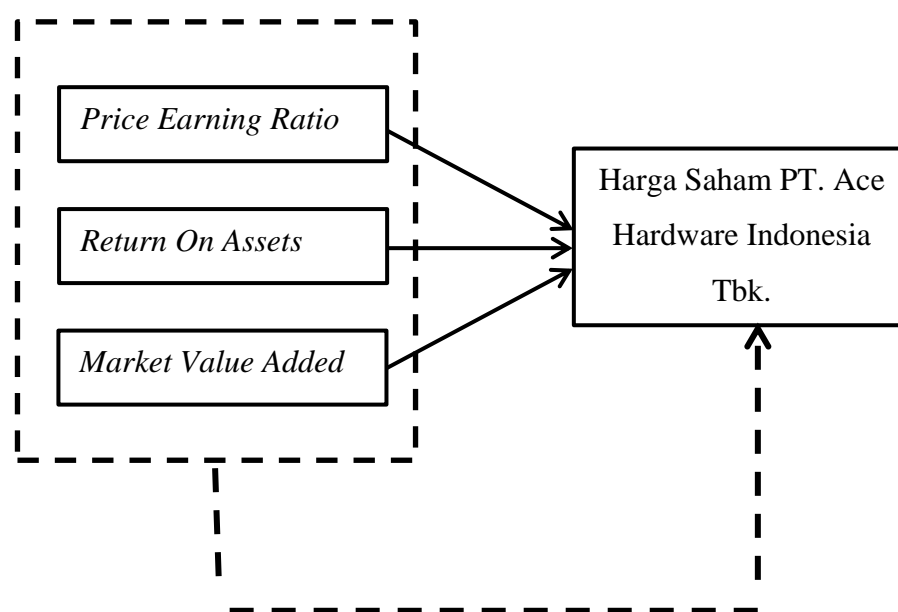 Price Earning Ratio
Return On Assets
Market Value Added
Harga Saham PT. Ace
Hardware Indonesia
Tbk.